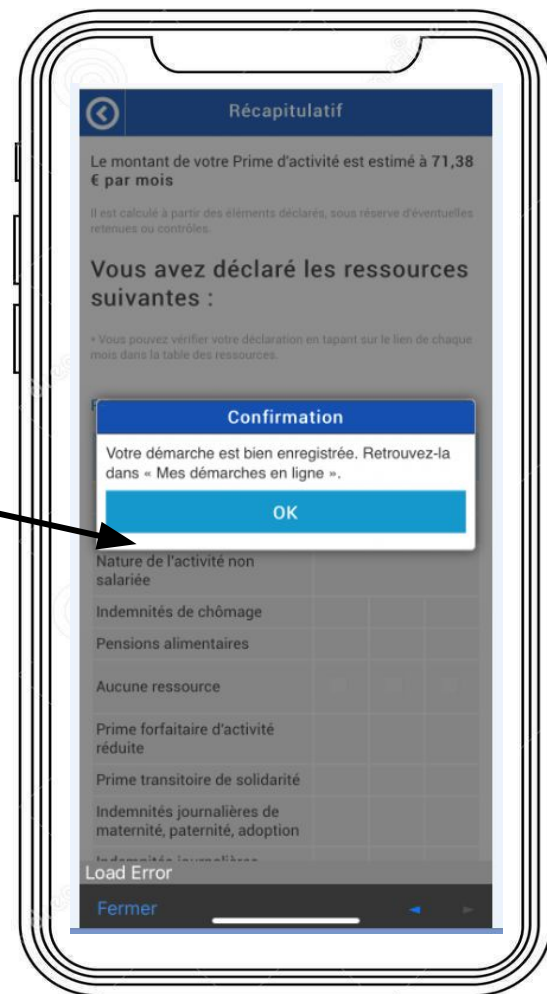 Récapitulatif
Le montant de votre Prime d'activité est estimé à 71,38
€ par mois
Il est calculé à partir des éléments déclarés, sous réserve d'éventuelles
retenues ou contrôles.
Vous avez déclaré les ressources
suivantes :
• Vous pouvez vérifier votre déclaration en tapant sur le lien de chaque
mois dans la table des ressources.
Confirmation
Votre démarche est bien enregistrée. Retrouvez-la
dans « Mes démarches en ligne ».
OK
Nature de l'activité non
salariée
Indemnités de chômage
Pensions alimentaires
Aucune ressource
Prime forfaitaire d'activité
réduite
Prime transitoire de solidarité
Indemnités journalières de
maternité, paternité, adoption
Load Error
Fermer